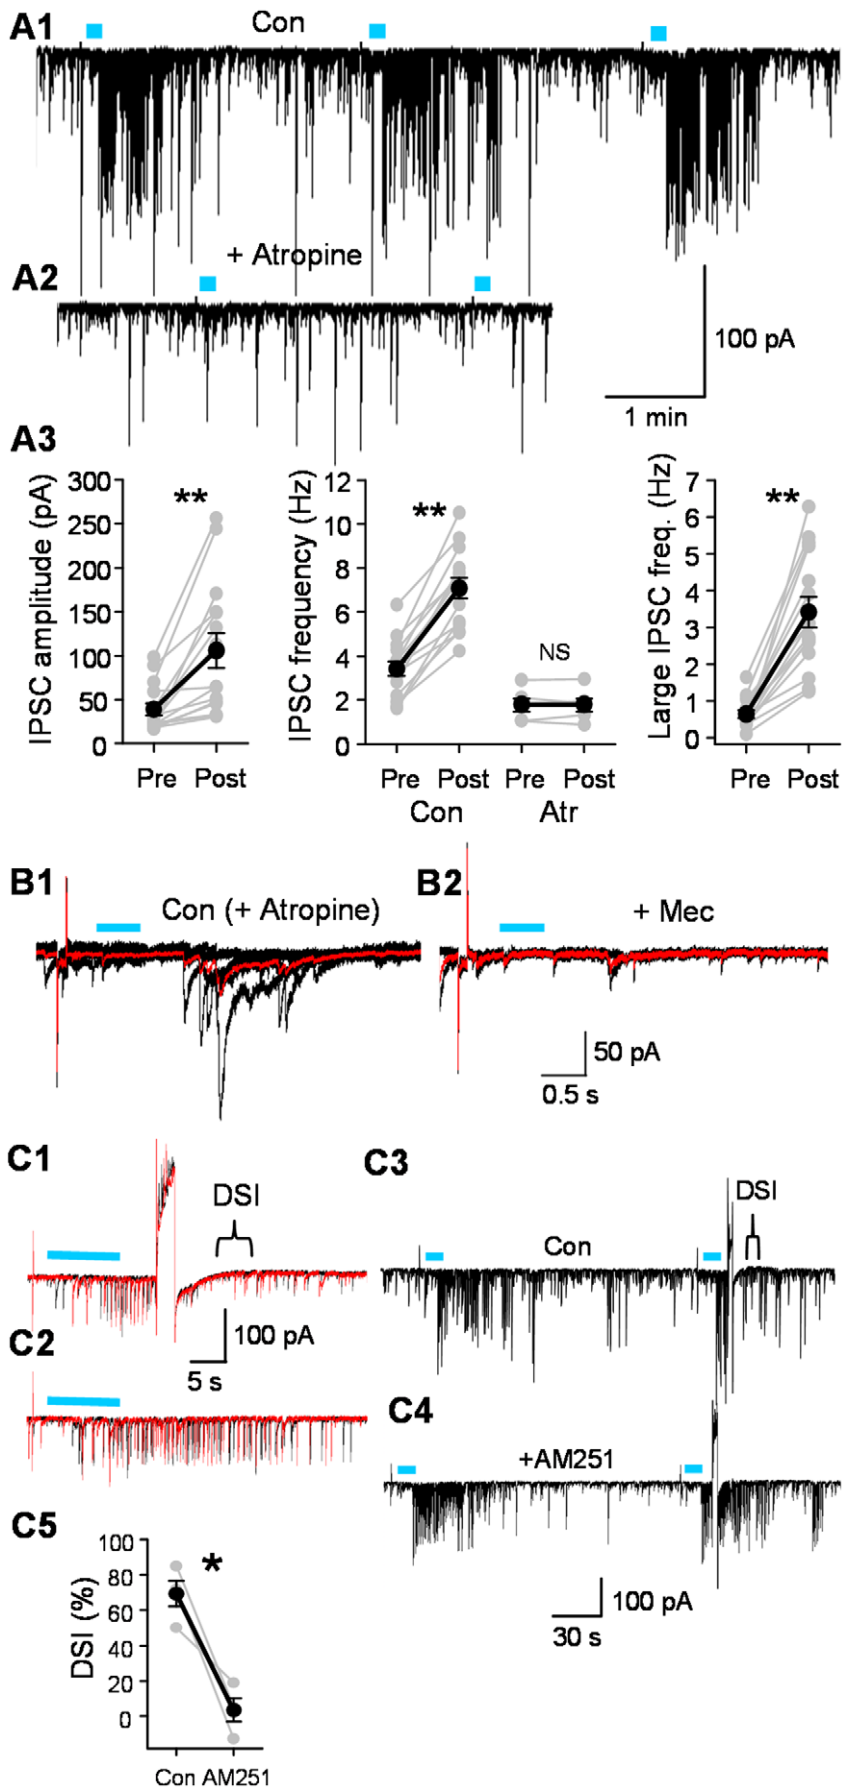 A1
Con
+ Atropine
A2
100 pA
1 min
A3
IPSC amplitude (pA)
300
250
200
150
100
50
0
**
Pre Post
IPSC frequency (Hz)
12
10
8
6
4
2
0
**
NS
Pre Post Pre Post
Con Atr
Large IPSC freq. (Hz)
7
6
5
4
3
2
1
0
**
Pre Post
B1
Con (+ Atropine)
B2
+ Mec
50 pA
0.5 s
C1
DSI
100 pA
5 s
C2
C3
Con
DSI
C4
+AM251
100 pA
30 s
C5
DSI (%)
100
80
60
40
20
0
*
Con AM251